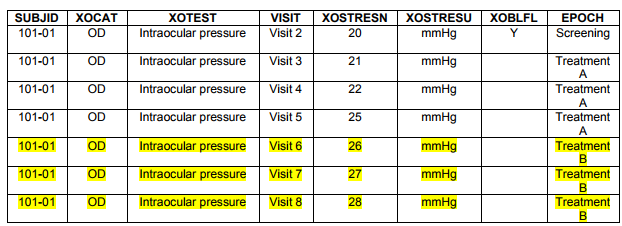 SUBJID XOCAT XOTEST VISIT XOSTRESN XOSTRESU XOBLFL EPOCH
101-01 OD Intraocular pressure Visit 2 20 mmHg Y Screening
101-01 OD Intraocular pressure Visit 3 21 mmHg Treatment
A
101-01 OD Intraocular pressure Visit 4 22 mmHg Treatment
A
101-01 OD Intraocular pressure Visit 5 25 mmHg Treatment
A
101-01 OD Intraocular pressure Visit 6 26 mmHg Treatment
B
101-01 OD Intraocular pressure Visit 7 27 mmHg Treatment
B
101-01 OD Intraocular pressure Visit 8 28 mmHg Treatment
B